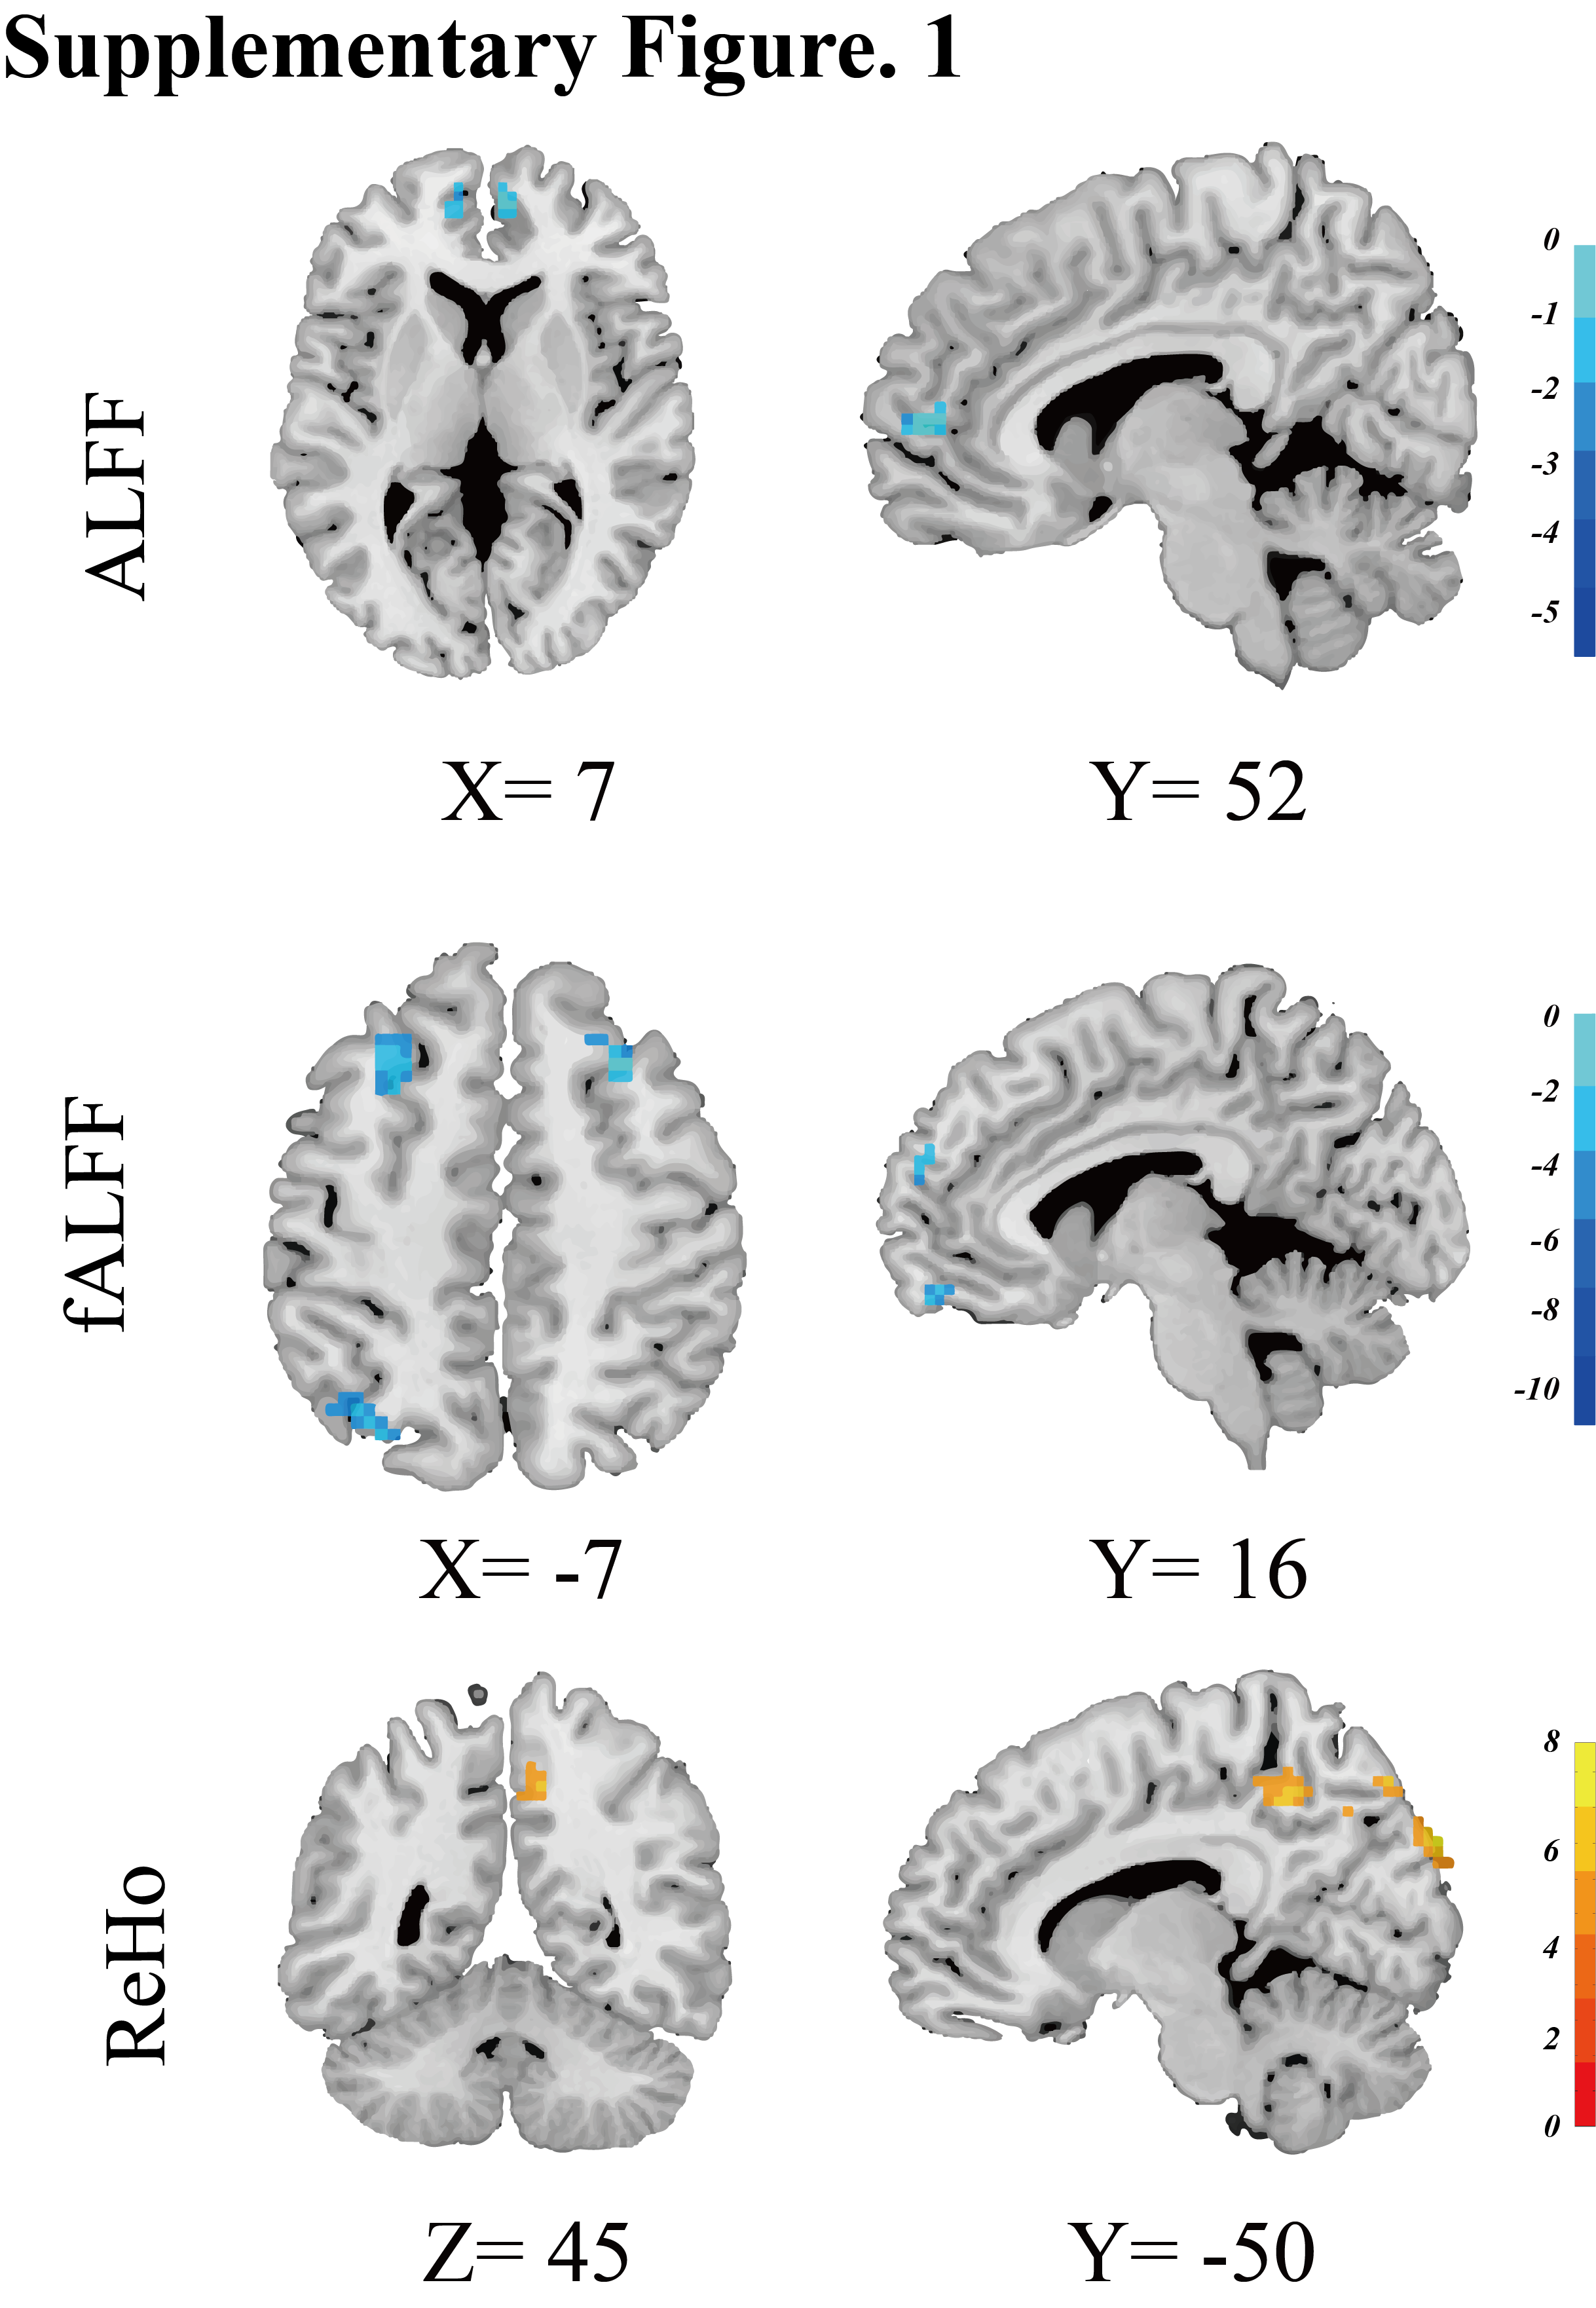 Supplementary Figure. 1
ALFF
0
-1
-2
-3
-4
-5
X= 7
Y= 52
fALFF
0
-2
-4
-6
-8
-10
X= -7
Y= 16
ReHo
8
6
4
2
0
Z= 45
Y= -50